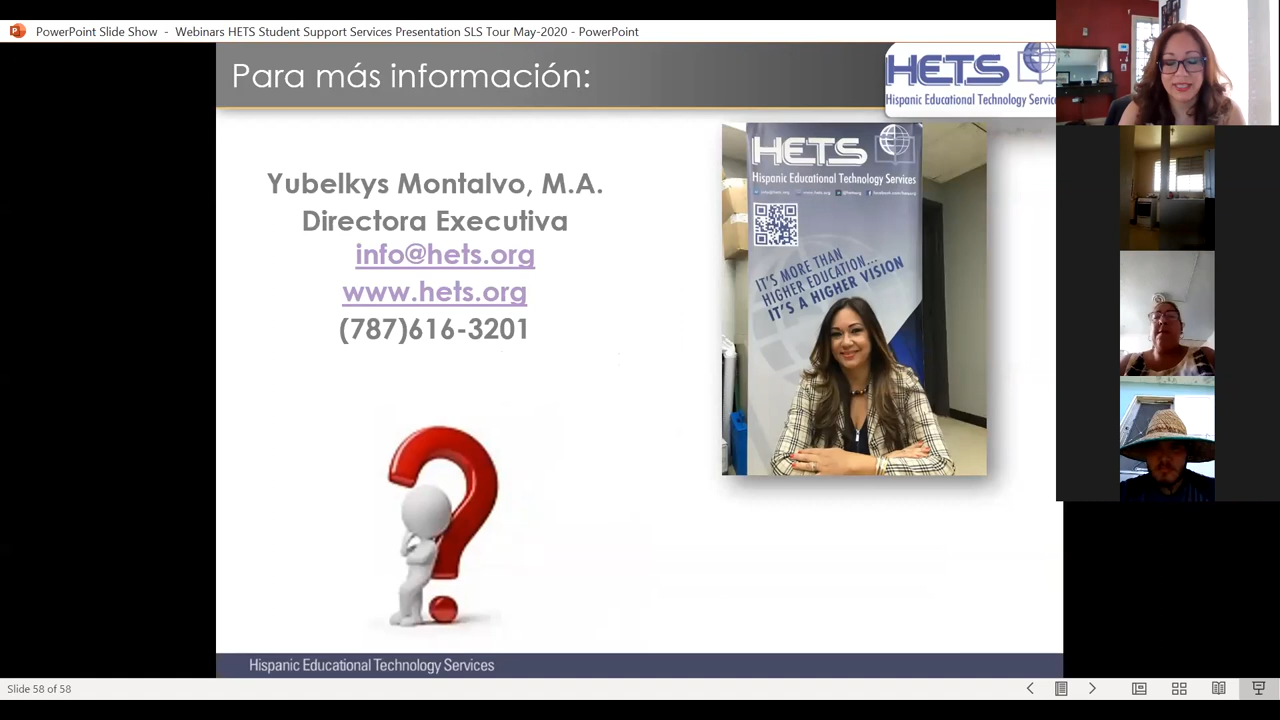 PowerPoint Slide Show - Webinars HETS Student Support Services Presentation SLS Tour May-2020 - PowerPoint
Para más información:
HETS
Hispanic Educational Technology Servic
Yubelkys Montalvo, M.A.
Directora Executiva
info@hets.org
www.hets.org
(787)616-3201
HETS
Hispanic Educational Technology Services
IT'S MORE THAN
HIGHER EDUCATION...
IT'S A HIGHER VISION
Hispanic Educational Technology Services
Slide 58 of 58